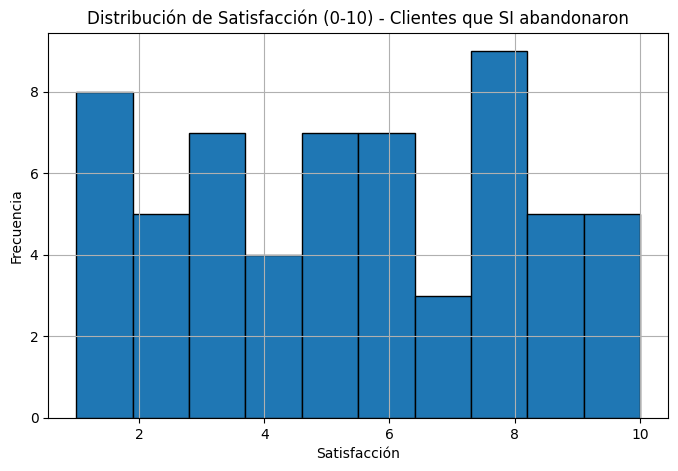 Distribución de Satisfacción (0-10) - Clientes que SI abandonaron
Frecuencia
8
6
4
2
0
2 4 6 8 10
Satisfacción